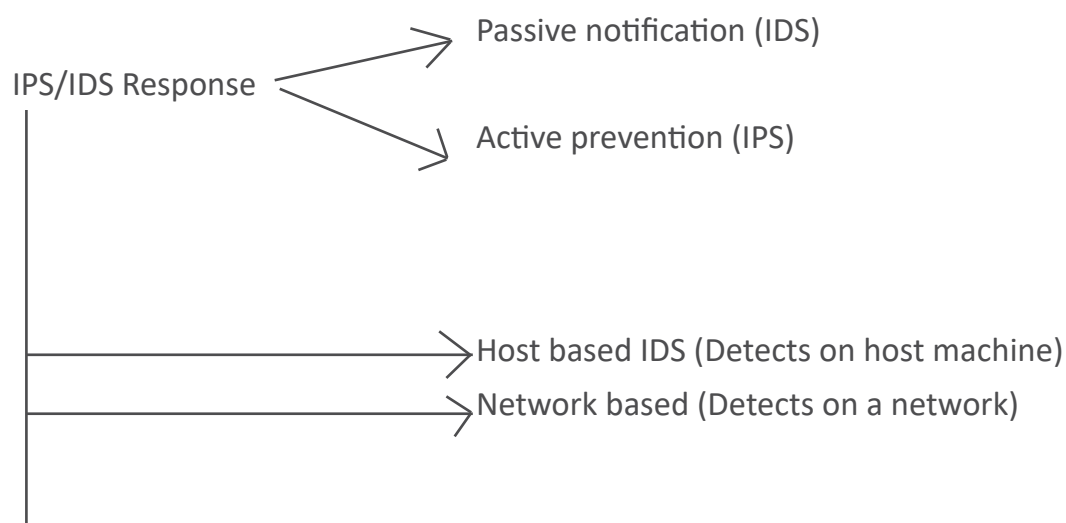 Passive notification (IDS)
IPS/IDS Response
Active prevention (IPS)
Host based IDS (Detects on host machine)
Network based (Detects on a network)